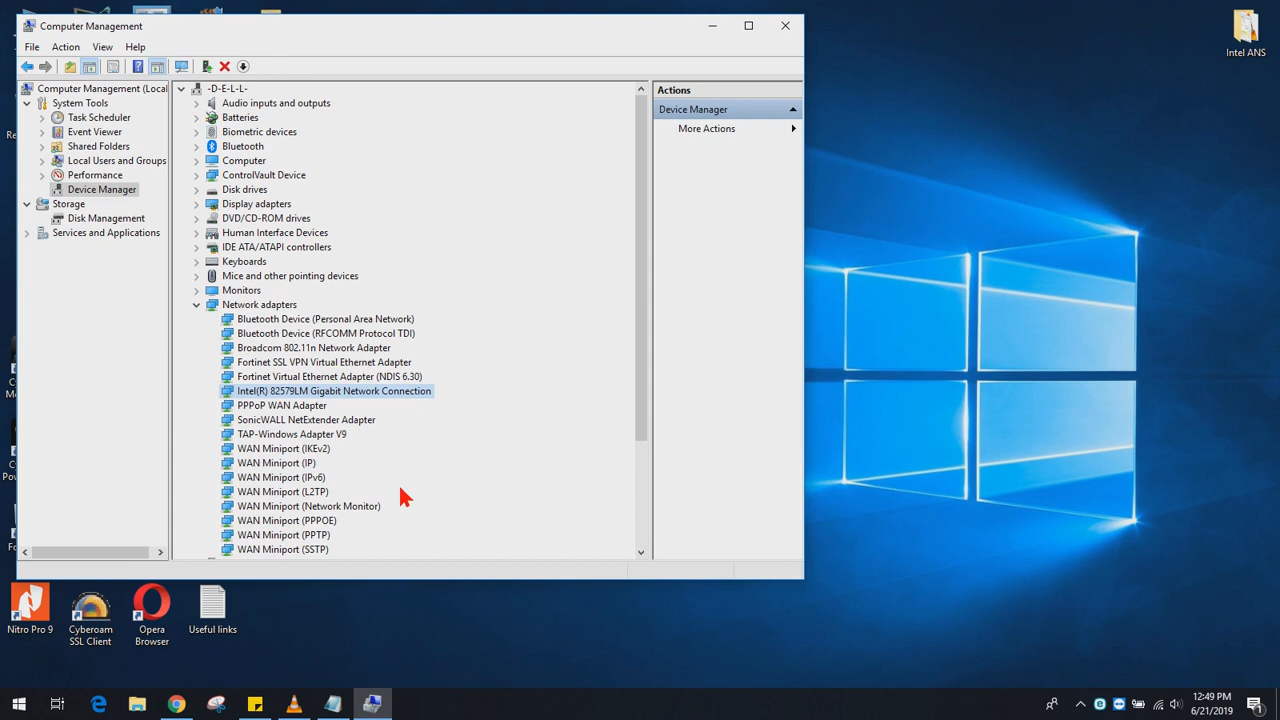 Computer Management
File Action View Help
Computer Management (Local
System Tools
Task Scheduler
Event Viewer
Shared Folders
Local Users and Groups
Performance
Device Manager
Storage
Disk Management
Services and Applications
-D-E-L-L-
Audio inputs and outputs
Batteries
Biometric devices
Bluetooth
Computer
ControlVault Device
Disk drives
Display adapters
DVD/CD-ROM drives
Human Interface Devices
IDE ATA/ATAPI controllers
Keyboards
Mice and other pointing devices
Monitors
Network adapters
Bluetooth Device (Personal Area Network)
Bluetooth Device (RFCOMM Protocol TDI)
Broadcom 802.11n Network Adapter
Fortinet SSL VPN Virtual Ethernet Adapter
Fortinet Virtual Ethernet Adapter (NDIS 6.30)
Intel(R) 82579LM Gigabit Network Connection
PPPoP WAN Adapter
SonicWALL NetExtender Adapter
TAP-Windows Adapter V9
WAN Miniport (IKEv2)
WAN Miniport (IP)
WAN Miniport (IPv6)
WAN Miniport (L2TP)
WAN Miniport (Network Monitor)
WAN Miniport (PPPOE)
WAN Miniport (PPTP)
WAN Miniport (SSTP)
Actions
Device Manager
More Actions
Intel ANS
Nitro Pro 9
Cyberoam
SSL Client
Opera
Browser
Useful links
12:49 PM
6/21/2019